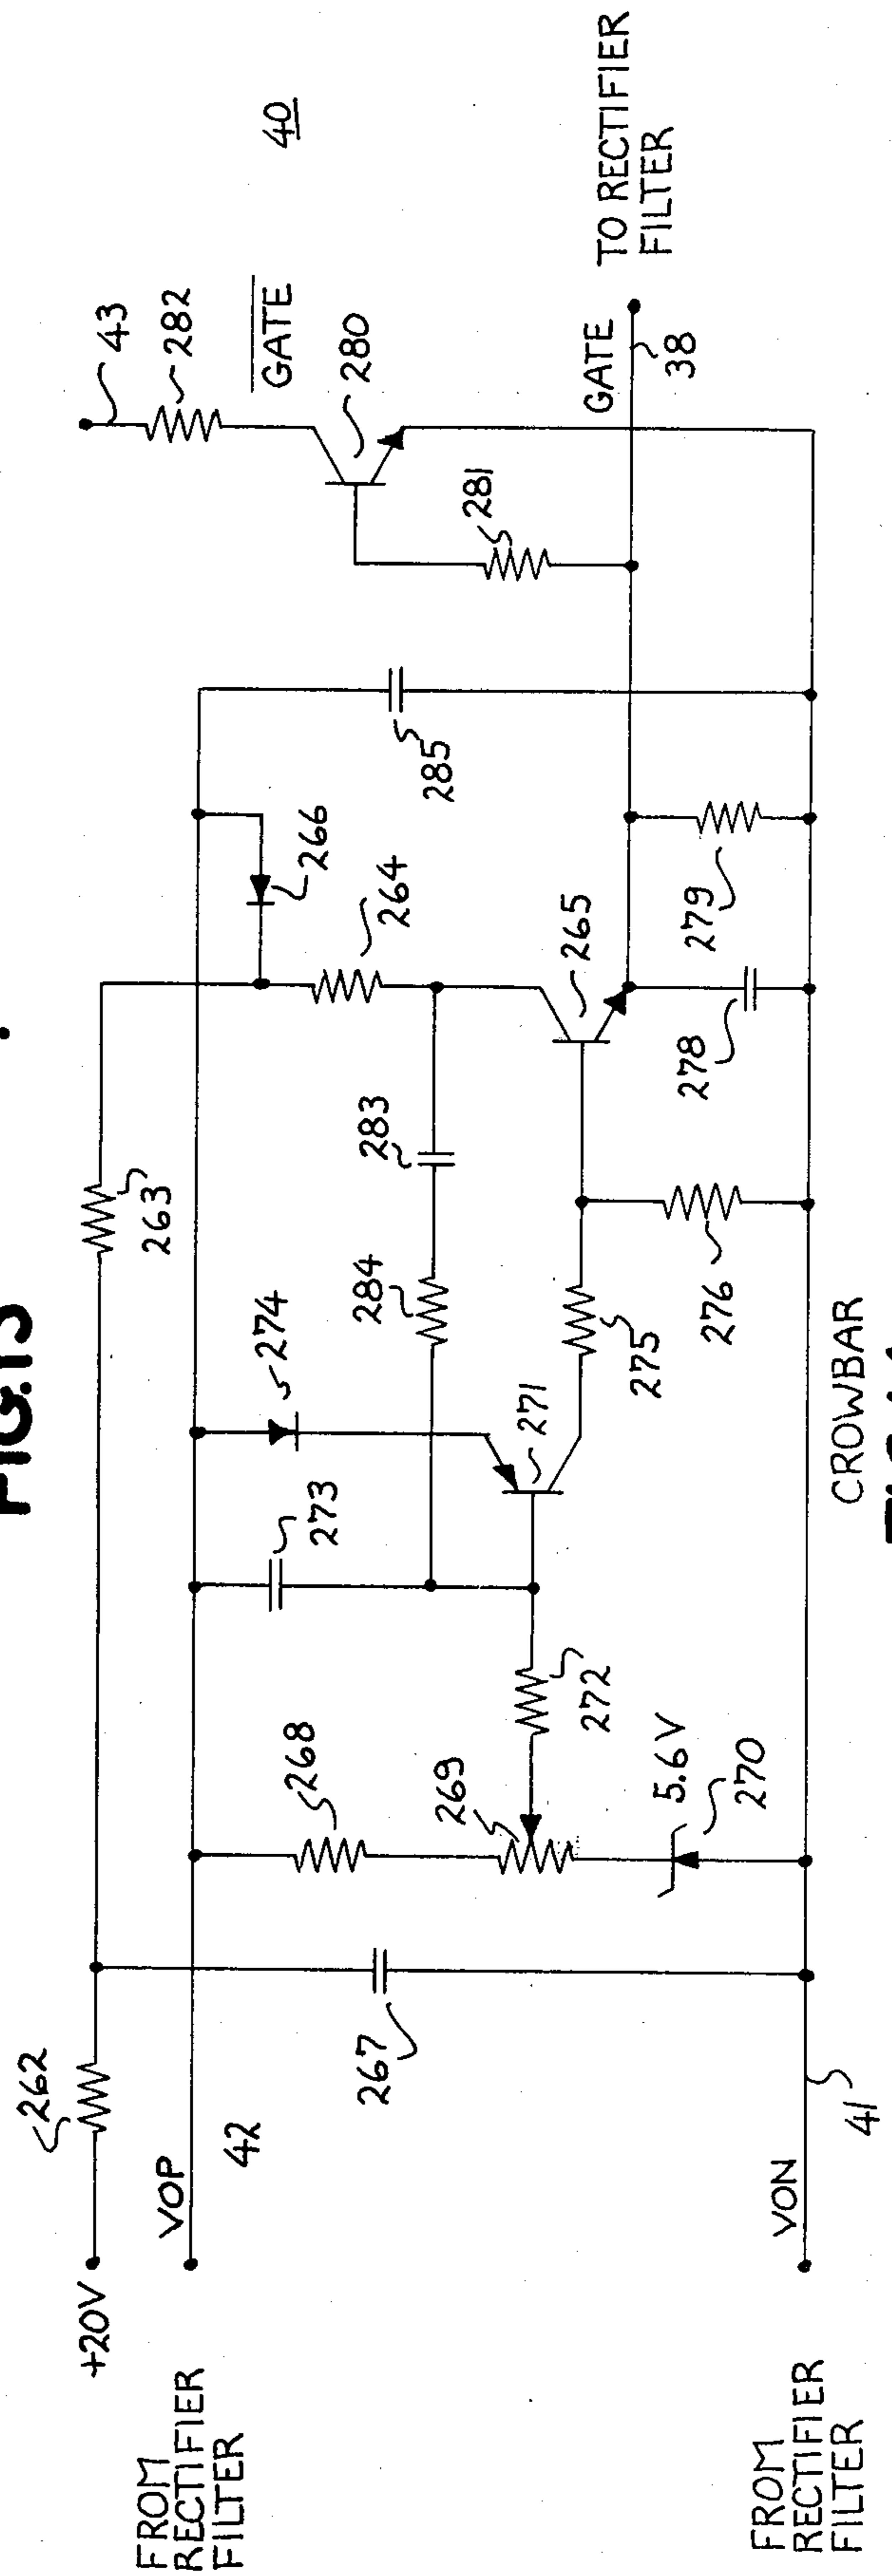 FIG.13
+20V
262
263
43
282
GATE
280
40
FROM
RECTIFIER
FILTER
VOP
42
267
268
269
5.6V
270
272
273
274
271
284
283
275
276
266
264
265
278
279
285
281
GATE
38
TO RECTIFIER
FILTER
FROM
RECTIFIER
FILTER
VON
41
CROWBAR